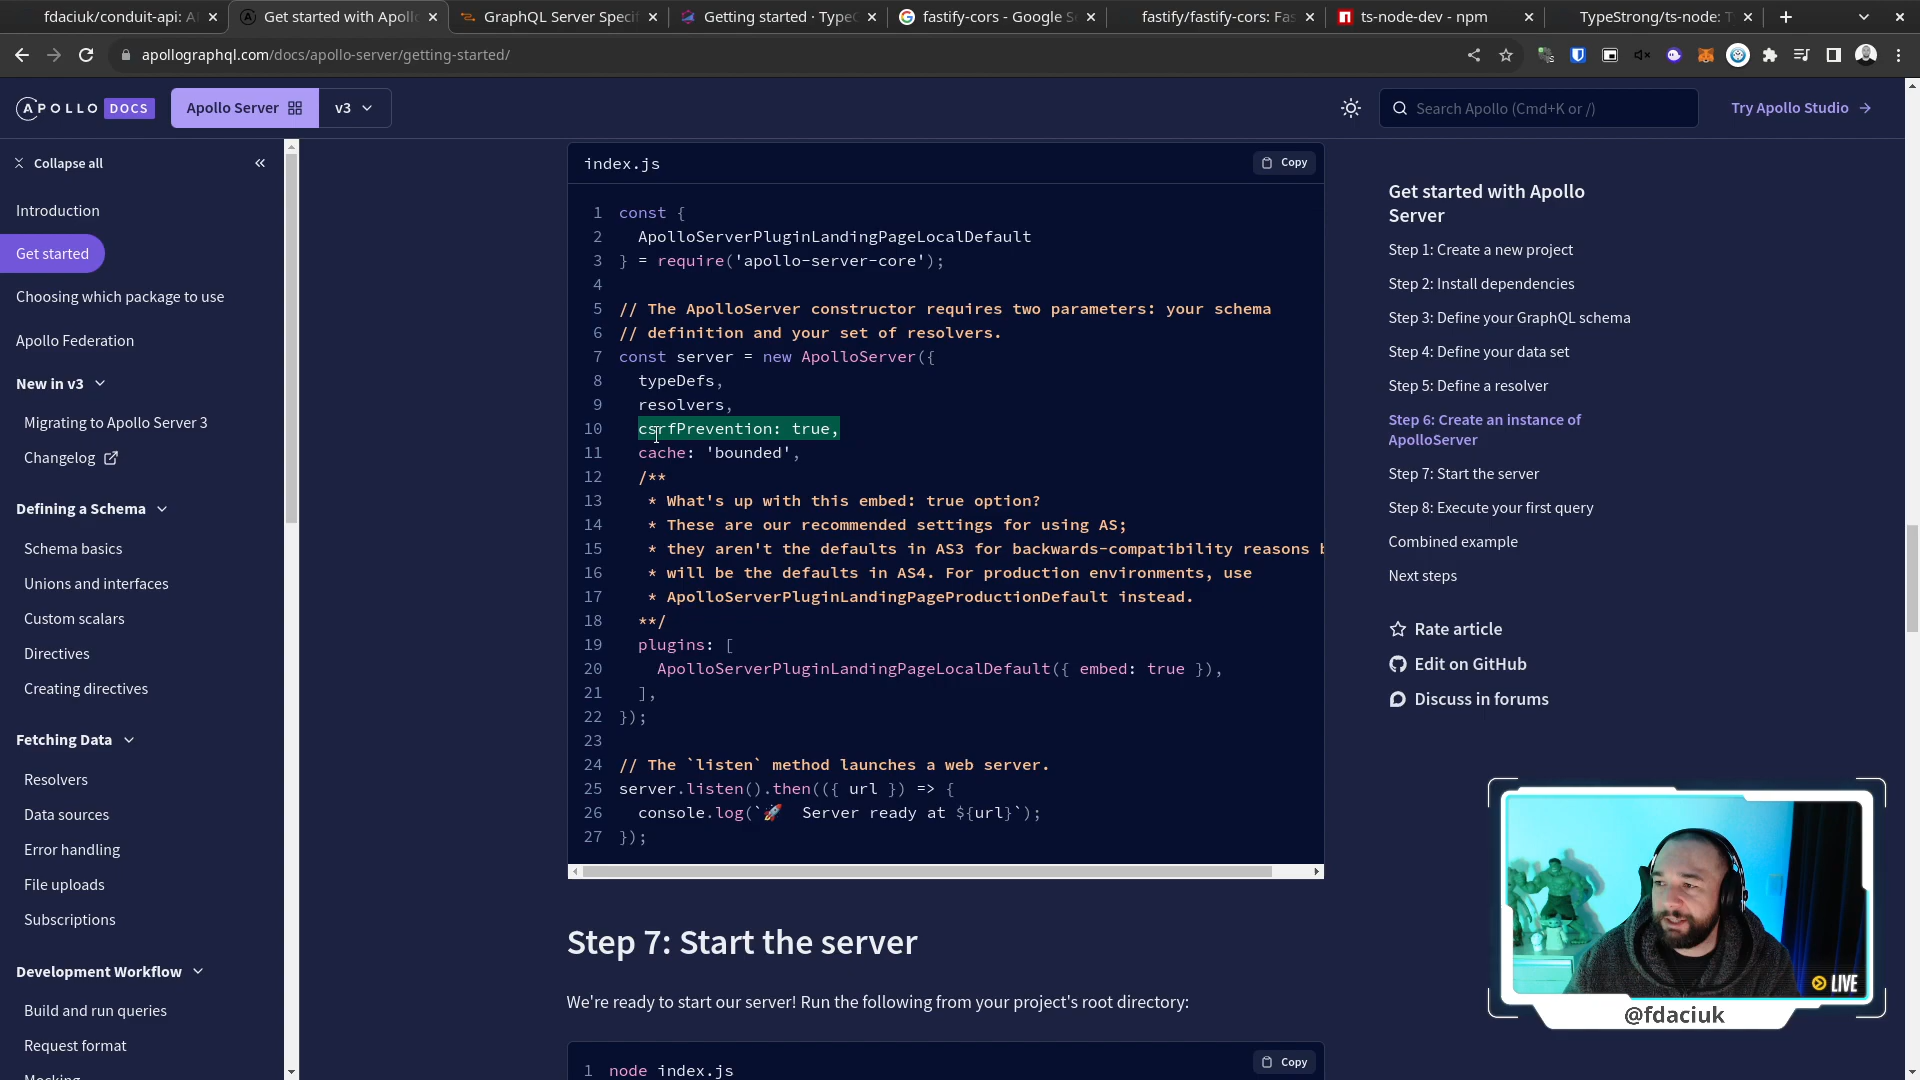 fdaciuk/conduit-api: A
Get started with Apoll
GraphQL Server Specif
Getting started · TypeG
fastify-cors - Google S
fastify/fastify-cors: Fas
ts-node-dev - npm
TypeStrong/ts-node: T
apollographql.com/docs/apollo-server/getting-started/
APOLLO DOCS
Apollo Server
v3
Search Apollo (Cmd+K or /)
Try Apollo Studio
Collapse all
Introduction
Get started
Choosing which package to use
Apollo Federation
New in v3
Migrating to Apollo Server 3
Changelog
Defining a Schema
Schema basics
Unions and interfaces
Custom scalars
Directives
Creating directives
Fetching Data
Resolvers
Data sources
Error handling
File uploads
Subscriptions
Development Workflow
Build and run queries
Request format
Mocking
index.js
Copy
1 const {
2 ApolloServerPluginLandingPageLocalDefault
3 } = require('apollo-server-core');
4
5 // The ApolloServer constructor requires two parameters: your schema
6 // definition and your set of resolvers.
7 const server = new ApolloServer({
8 typeDefs,
9 resolvers,
10 csrfPrevention: true,
11 cache: 'bounded',
12 /**
13 * What's up with this embed: true option?
14 * These are our recommended settings for using AS;
15 * they aren't the defaults in AS3 for backwards-compatibility reasons b
16 * will be the defaults in AS4. For production environments, use
17 * ApolloServerPluginLandingPageProductionDefault instead.
18 **/
19 plugins: [
20 ApolloServerPluginLandingPageLocalDefault({ embed: true }),
21 ],
22 });
23
24 // The `listen` method launches a web server.
25 server.listen().then(({ url }) => {
26 console.log(`🚀 Server ready at ${url}`);
27 });
Step 7: Start the server
We're ready to start our server! Run the following from your project's root directory:
Copy
1 node index.js
Get started with Apollo
Server
Step 1: Create a new project
Step 2: Install dependencies
Step 3: Define your GraphQL schema
Step 4: Define your data set
Step 5: Define a resolver
Step 6: Create an instance of
ApolloServer
Step 7: Start the server
Step 8: Execute your first query
Combined example
Next steps
Rate article
Edit on GitHub
Discuss in forums
LIVE
@fdaciuk